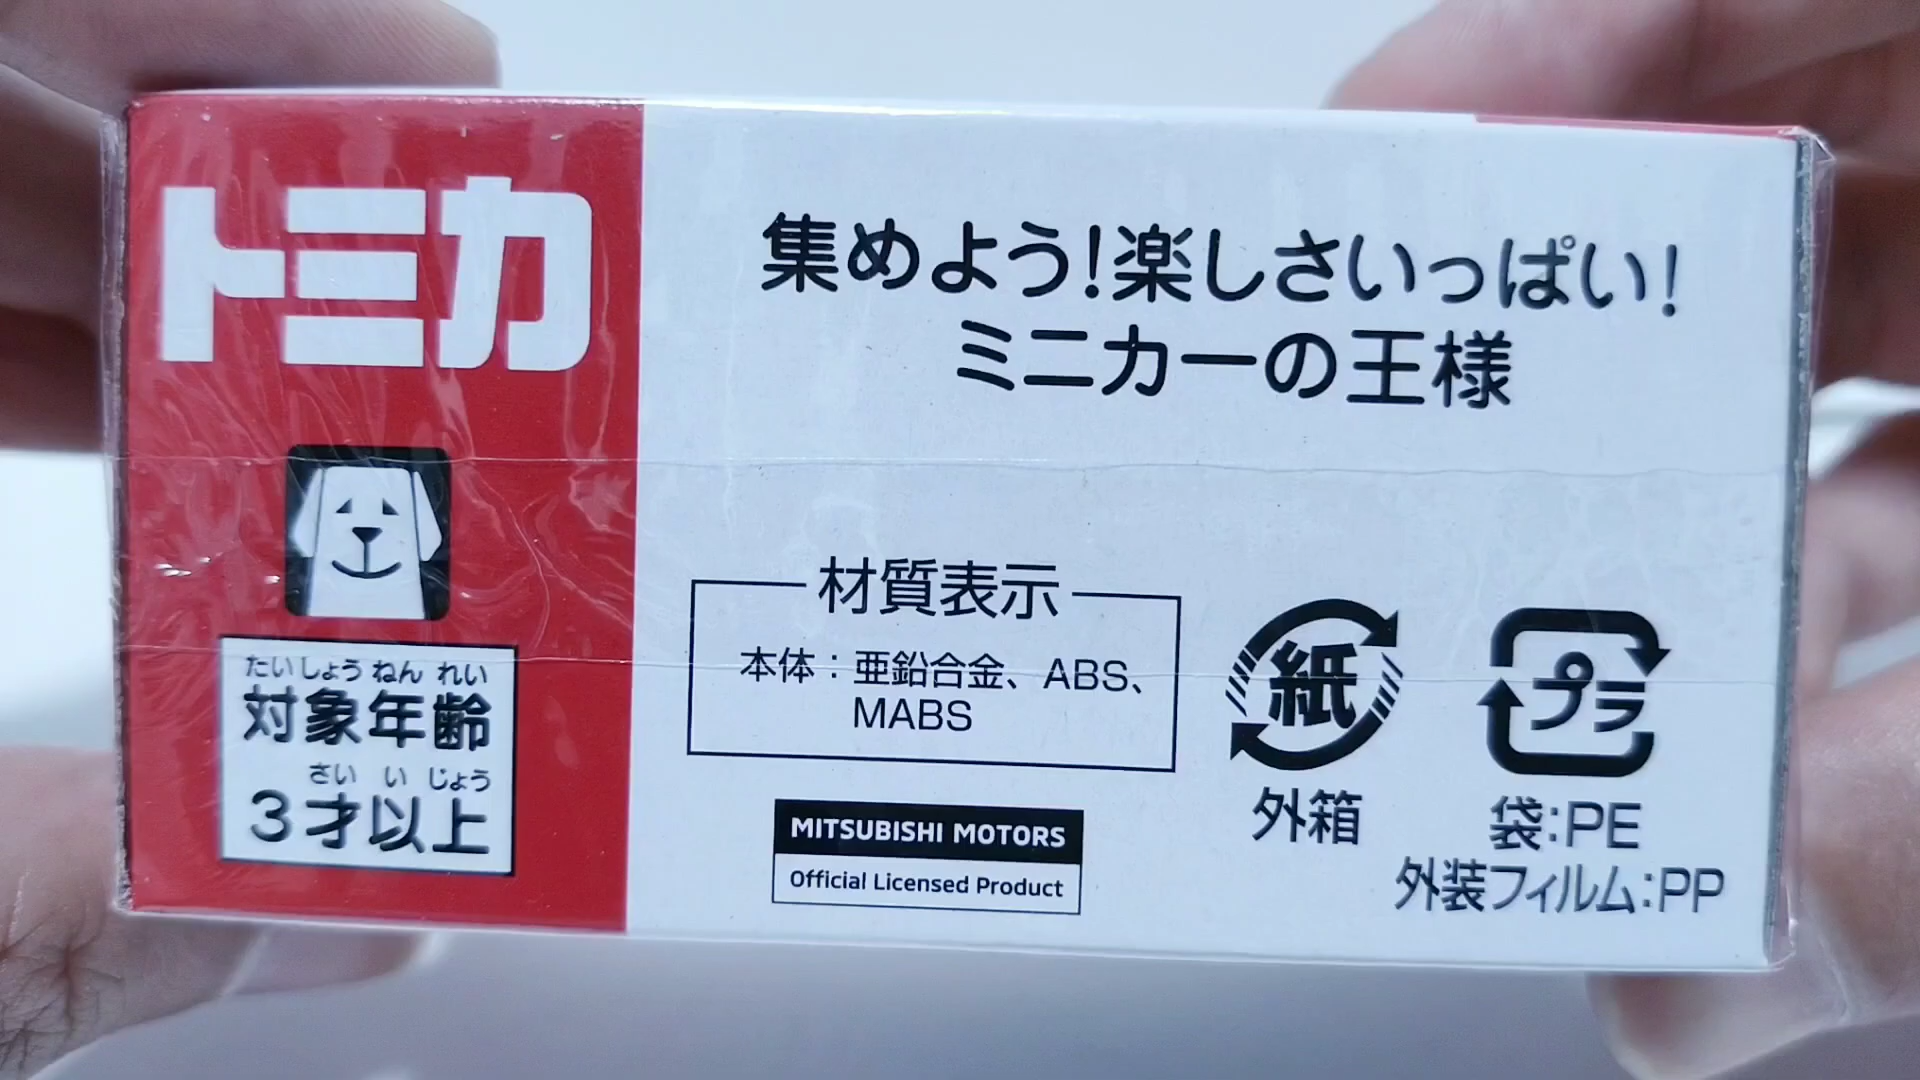 トミカ
たいしょうねんれい
対象年齢
さいいじょう
3才以上
集めよう!楽しさいっぱい!
ミニカーの王様
材質表示
本体:亜鉛合金、ABS、
MABS
MITSUBISHI MOTORS
Official Licensed Product
紙
外箱
プラ
袋:PE
外装フィルム:PP